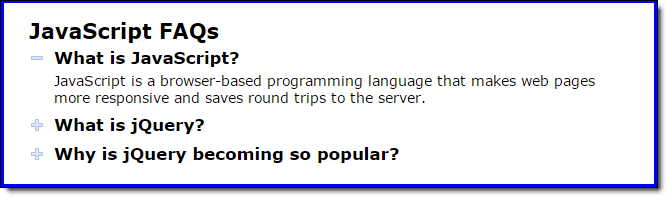 JavaScript FAQs
What is JavaScript?
JavaScript is a browser-based programming language that makes web pages
more responsive and saves round trips to the server.
What is jQuery?
Why is jQuery becoming so popular?